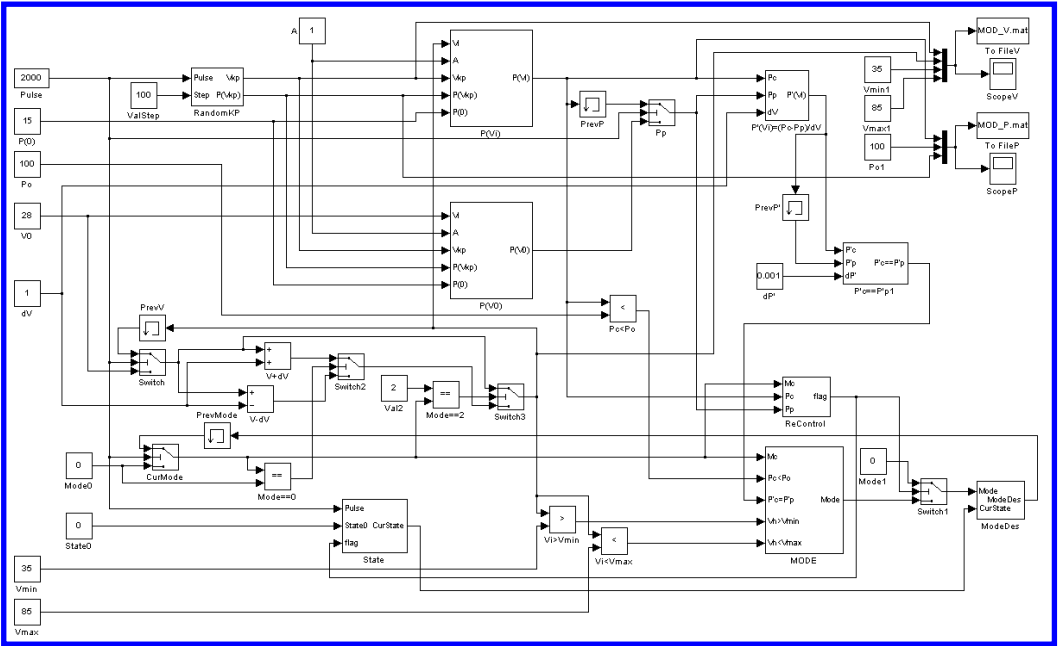 A
1
Vi
A
Vkp
P(Vkp)
P(0)
P(Vi)
P(Vi)
MOD_V.mat
To FileV
35
Vmin1
ScopeV
85
Vmax1
2000
Pulse
100
ValStep
Pulse
Vkp
Step
P(Vkp)
RandomKP
PrevP
Pp
Pc
Pp
P'(Vi)
dV
P'(Vi)=(Po-Pp)/dV
MOD_P.mat
To FileP
100
Po1
ScopeP
15
P(0)
100
Po
28
V0
Vi
A
Vkp
P(Vkp)
P(0)
P(V0)
P(V0)
PrevP'
P'c
P'p
P'c==P'p
dP'
P'c==P'p1
0.001
dP'
1
dV
PrevV
<
Pc<Po
Switch
+
+
V+dV
Switch2
+
−
V-dV
2
Val2
==
Mode==2
Switch3
PrevMode
Mc
Pc
flag
Pp
ReControl
0
Mode0
CurMode
==
Mode==0
Mc
Pc<Po
P'c=P'p
Mode
Vh>Vmin
Vh<Vmax
MODE
0
Mode1
Switch1
Mode
ModeDes
CurState
ModeDes
0
State0
Pulse
State0
CurState
flag
State
>
Vi>Vmin
<
Vi<Vmax
35
Vmin
85
Vmax